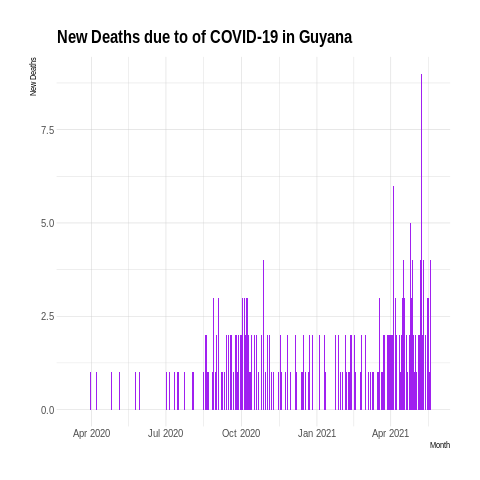 New Deaths due to of COVID-19 in Guyana
New Deaths
7.5
5.0
2.5
0.0
Apr 2020 Jul 2020 Oct 2020 Jan 2021 Apr 2021
Month